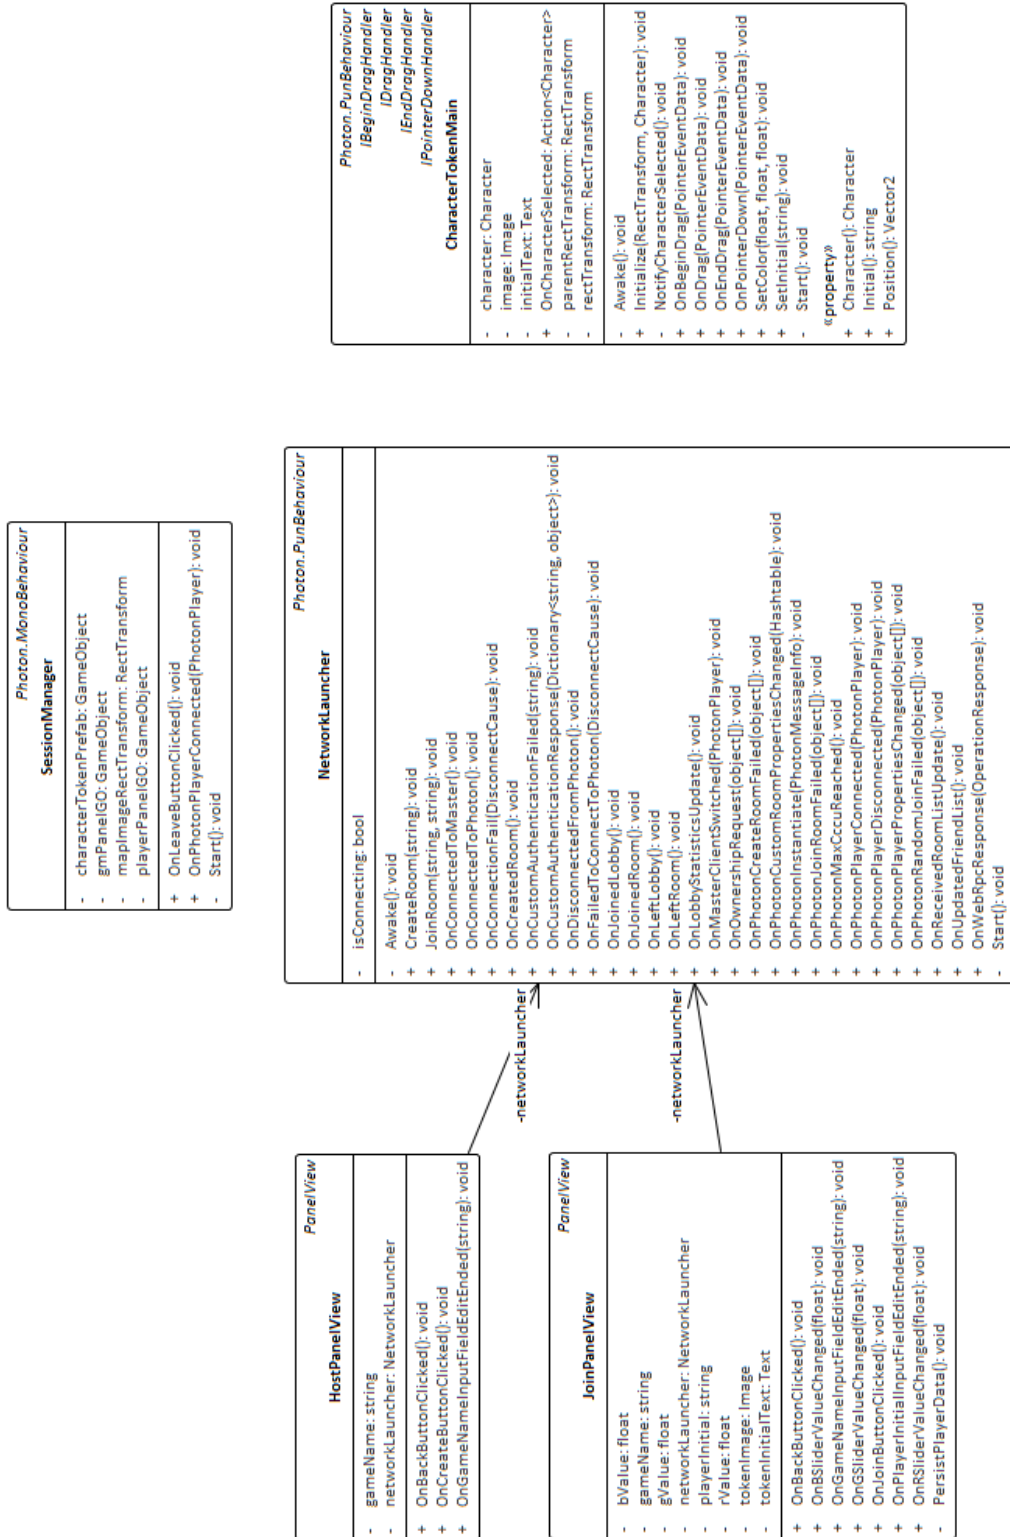 Photon.MonoBehaviour
SessionManager
- characterTokenPrefab: GameObject
- gmPanelGO: GameObject
- mapImageRectTransform: RectTransform
- playerPanelGO: GameObject
+ OnLeaveButtonClicked(): void
+ OnPhotonPlayerConnected(PhotonPlayer): void
- Start(): void
PanelView
HostPanelView
- gameName: string
- networkLauncher: NetworkLauncher
+ OnBackButtonClicked(): void
+ OnCreateButtonClicked(): void
+ OnGameNameInputFieldEditEnded(string): void
-networkLauncher
PanelView
JoinPanelView
- bValue: float
- gameName: string
- gValue: float
- networkLauncher: NetworkLauncher
- playerInitial: string
- rValue: float
- tokenImage: Image
- tokenInitialText: Text
+ OnBackButtonClicked(): void
+ OnBSliderValueChanged(float): void
+ OnGameNameInputFieldEditEnded(string): void
+ OnGSliderValueChanged(float): void
+ OnJoinButtonClicked(): void
+ OnPlayerInitialInputFieldEditEnded(string): void
+ OnRSliderValueChanged(float): void
- PersistPlayerData(): void
-networkLauncher
Photon.PunBehaviour
NetworkLauncher
- isConnecting: bool
- Awake(): void
+ CreateRoom(string): void
+ JoinRoom(string, string): void
+ OnConnectedToMaster(): void
+ OnConnectedToPhoton(): void
+ OnConnectionFail(DisconnectCause): void
+ OnCreatedRoom(): void
+ OnCustomAuthenticationFailed(string): void
+ OnCustomAuthenticationResponse(Dictionary<string, object>): void
+ OnDisconnectedFromPhoton(): void
+ OnFailedToConnectToPhoton(DisconnectCause): void
+ OnJoinedLobby(): void
+ OnJoinedRoom(): void
+ OnLeftLobby(): void
+ OnLeftRoom(): void
+ OnLobbyStatisticsUpdate(): void
+ OnMasterClientSwitched(PhotonPlayer): void
+ OnOwnershipRequest(object[]): void
+ OnPhotonCreateRoomFailed(object[]): void
+ OnPhotonCustomRoomPropertiesChanged(Hashtable): void
+ OnPhotonInstantiate(PhotonMessageInfo): void
+ OnPhotonJoinRoomFailed(object[]): void
+ OnPhotonMaxCccuReached(): void
+ OnPhotonPlayerConnected(PhotonPlayer): void
+ OnPhotonPlayerDisconnected(PhotonPlayer): void
+ OnPhotonPlayerPropertiesChanged(object[]): void
+ OnPhotonRandomJoinFailed(object[]): void
+ OnReceivedRoomListUpdate(): void
+ OnUpdatedFriendList(): void
+ OnWebRpcResponse(OperationResponse): void
- Start(): void
Photon.PunBehaviour
IBeginDragHandler
IDragHandler
IEndDragHandler
IPointerDownHandler
CharacterTokenMain
- character: Character
- image: Image
- initialText: Text
+ OnCharacterSelected: Action<Character>
- parentRectTransform: RectTransform
- rectTransform: RectTransform
- Awake(): void
+ Initialize(RectTransform, Character): void
- NotifyCharacterSelected(): void
+ OnBeginDrag(PointerEventData): void
+ OnDrag(PointerEventData): void
+ OnEndDrag(PointerEventData): void
+ OnPointerDown(PointerEventData): void
+ SetColor(float, float, float): void
+ SetInitial(string): void
- Start(): void
«property»
+ Character(): Character
+ Initial(): string
+ Position(): Vector2